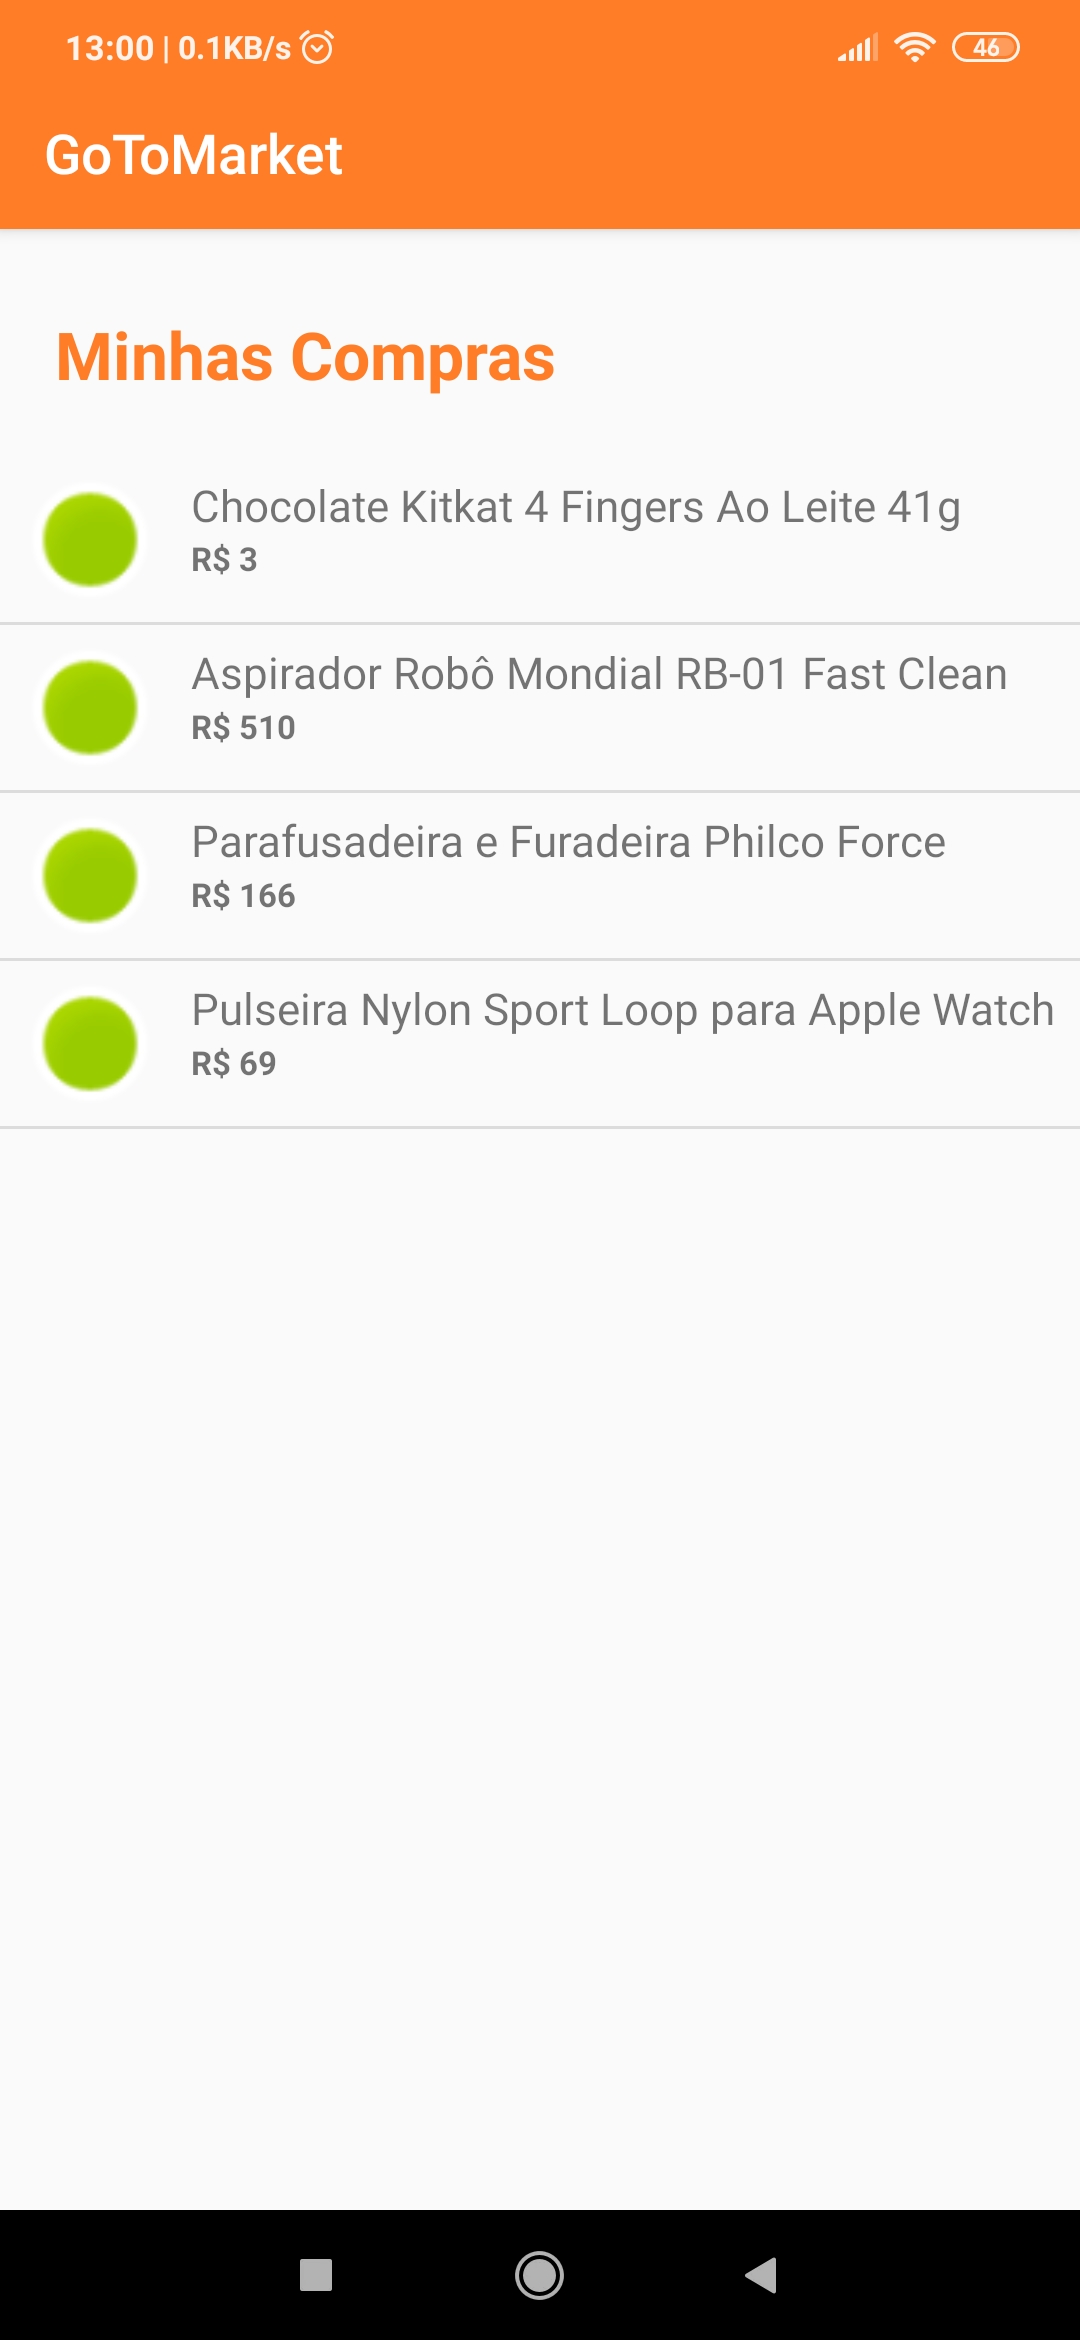 13:00 | 0.1KB/s
46
GoToMarket
Minhas Compras
Chocolate Kitkat 4 Fingers Ao Leite 41g
R$ 3
Aspirador Robô Mondial RB-01 Fast Clean
R$ 510
Parafusadeira e Furadeira Philco Force
R$ 166
Pulseira Nylon Sport Loop para Apple Watch
R$ 69